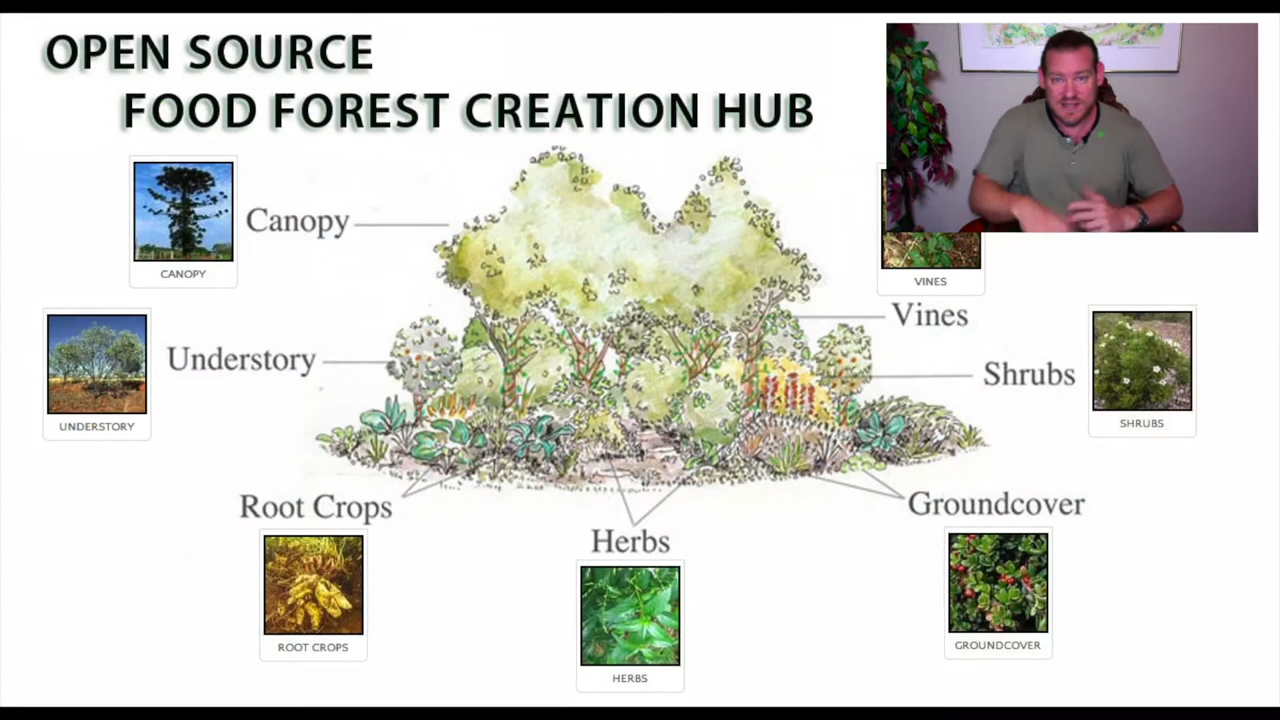 OPEN SOURCE
FOOD FOREST CREATION HUB
CANOPY
Canopy
VINES
Vines
UNDERSTORY
Understory
Shrubs
SHRUBS
Root Crops
ROOT CROPS
Herbs
HERBS
Groundcover
GROUNDCOVER